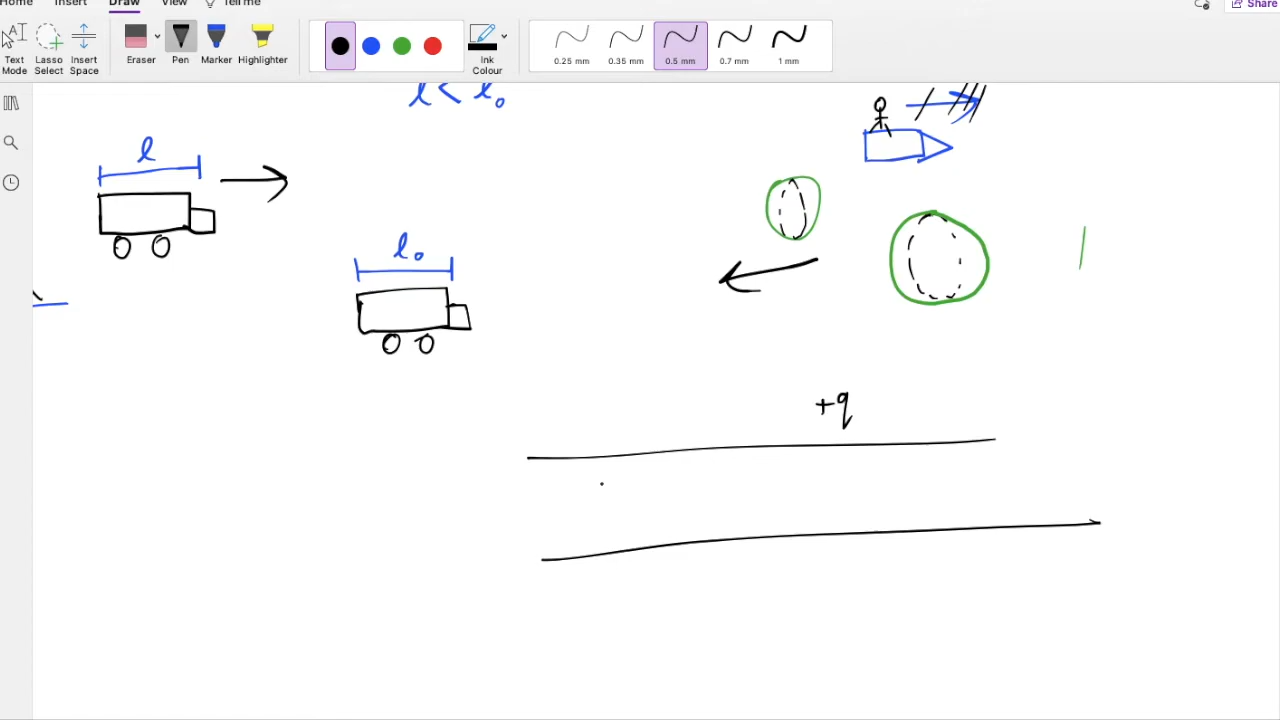 Home Insert Draw View Tell me Share
Text Mode
Lasso Select
Insert Space
Eraser
Pen
Marker
Highlighter
Ink Colour
0.25 mm
0.35 mm
0.5 mm
0.7 mm
1 mm
l < l₀
l
l₀
+q